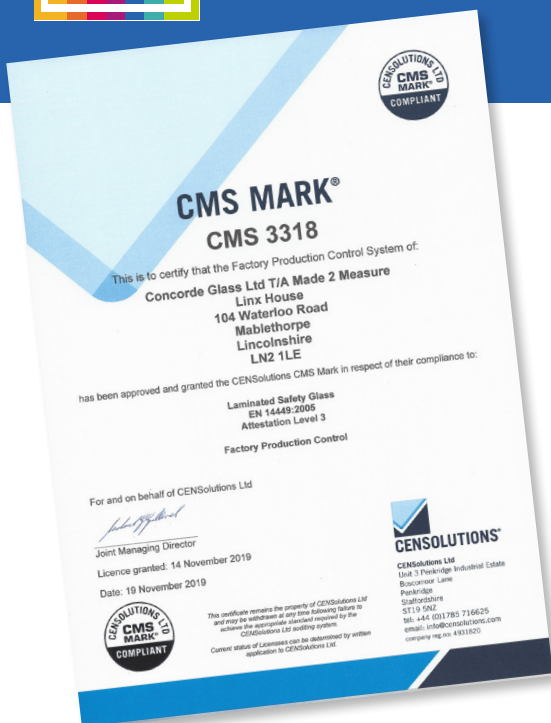 CENSOLUTIONS LTD
CMS
MARK®
COMPLIANT
CMS MARK®
CMS 3318
This is to certify that the Factory Production Control System of:
Concorde Glass Ltd T/A Made 2 Measure
Linx House
104 Waterloo Road
Mablethorpe
Lincolnshire
LN2 1LE
has been approved and granted the CENSolutions CMS Mark in respect of their compliance to:
Laminated Safety Glass
EN 14449:2005
Attestation Level 3
Factory Production Control
For and on behalf of CENSolutions Ltd
Joint Managing Director
Licence granted: 14 November 2019
Date: 19 November 2019
CENSOLUTIONS LTD
CMS
MARK®
COMPLIANT
This certificate remains the property of CENSolutions Ltd
and may be withdrawn at any time following failure to
achieve the appropriate standard required by the
CENSolutions Ltd auditing system.
Current status of Licensees can be determined by written
application to CENSolutions Ltd.
CENSOLUTIONS®
CENSolutions Ltd
Unit 3 Penkridge Industrial Estate
Boscomoor Lane
Penkridge
Staffordshire
ST19 5NZ
tel: +44 (0)1785 716625
email: info@censolutions.com
company reg.no: 4931820